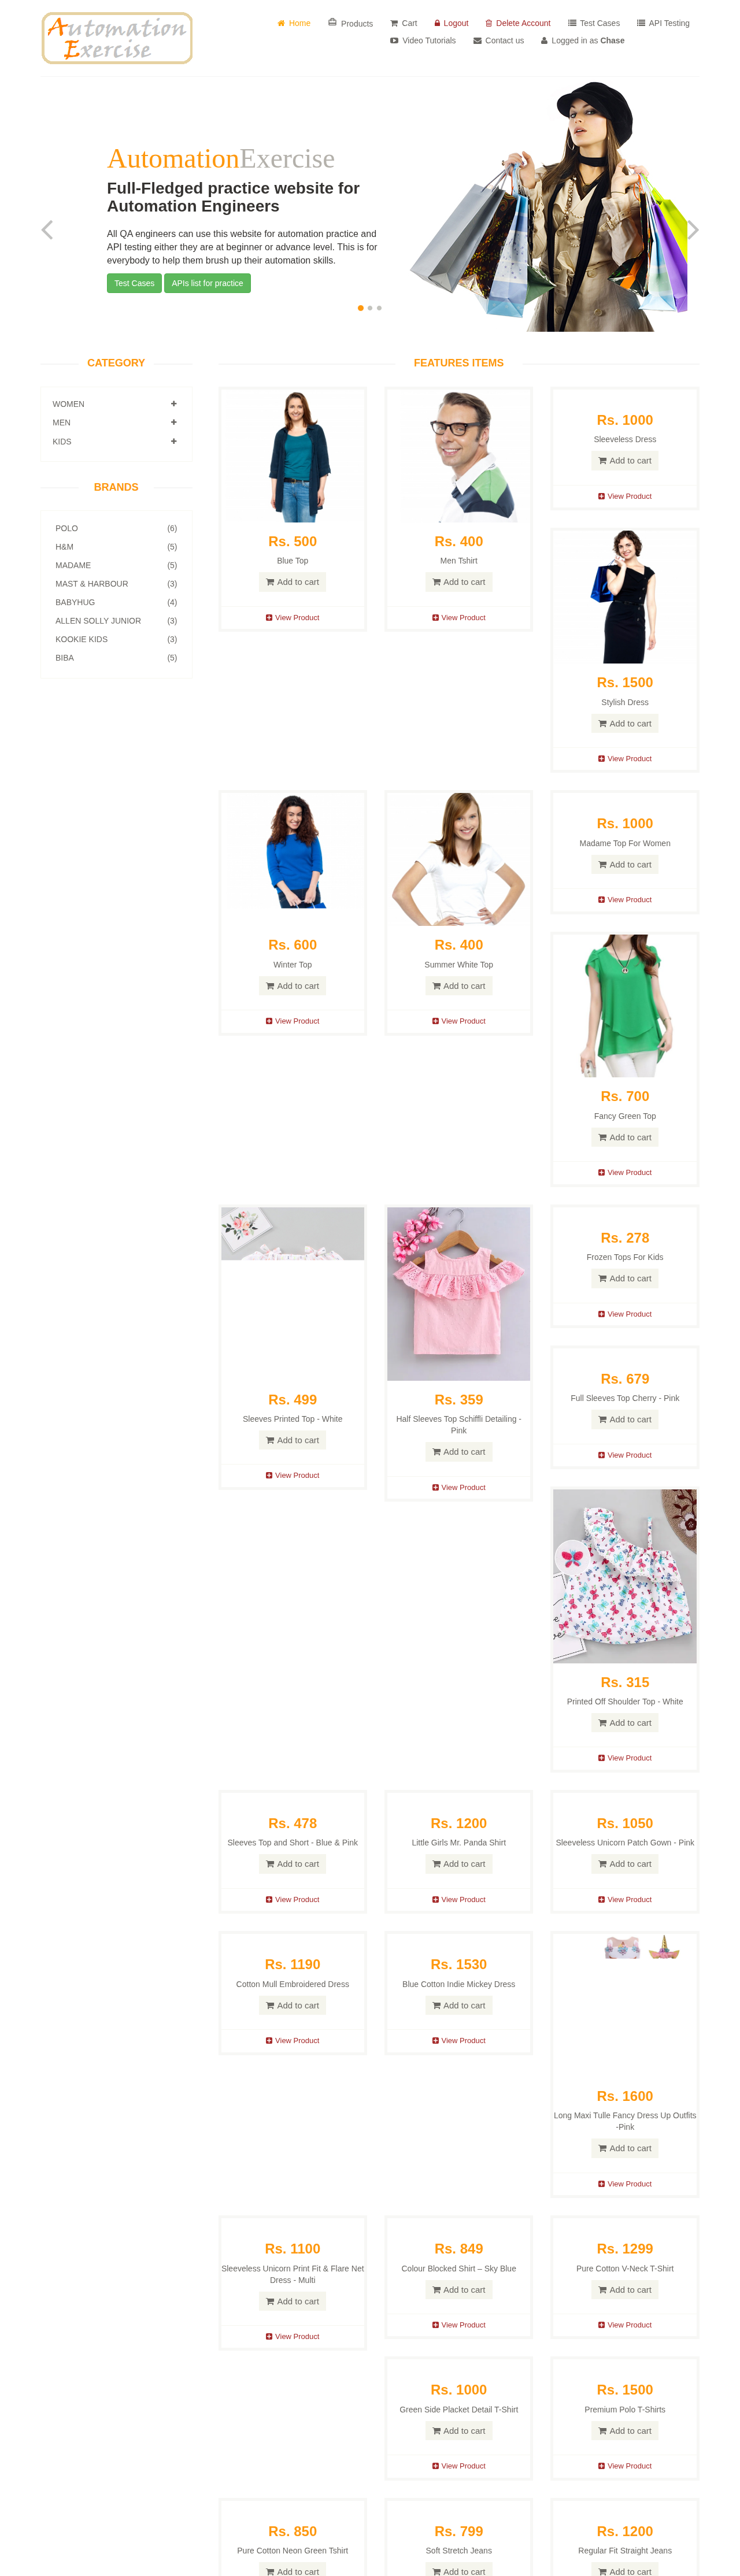 Automation
Exercise
Home
Products
Cart
Logout
Delete Account
Test Cases
API Testing
Video Tutorials
Contact us
Logged in as Chase
AutomationExercise
Full-Fledged practice website for
Automation Engineers
All QA engineers can use this website for automation practice and
API testing either they are at beginner or advance level. This is for
everybody to help them brush up their automation skills.
Test Cases
APIs list for practice
CATEGORY
WOMEN
MEN
KIDS
BRANDS
POLO (6)
H&M (5)
MADAME (5)
MAST & HARBOUR (3)
BABYHUG (4)
ALLEN SOLLY JUNIOR (3)
KOOKIE KIDS (3)
BIBA (5)
FEATURES ITEMS
Rs. 500
Blue Top
Add to cart
View Product
Rs. 400
Men Tshirt
Add to cart
View Product
Rs. 1000
Sleeveless Dress
Add to cart
View Product
Rs. 1500
Stylish Dress
Add to cart
View Product
Rs. 600
Winter Top
Add to cart
View Product
Rs. 400
Summer White Top
Add to cart
View Product
Rs. 1000
Madame Top For Women
Add to cart
View Product
Rs. 700
Fancy Green Top
Add to cart
View Product
Rs. 499
Sleeves Printed Top - White
Add to cart
View Product
Rs. 359
Half Sleeves Top Schiffli Detailing -
Pink
Add to cart
View Product
Rs. 278
Frozen Tops For Kids
Add to cart
View Product
Rs. 679
Full Sleeves Top Cherry - Pink
Add to cart
View Product
Rs. 315
Printed Off Shoulder Top - White
Add to cart
View Product
Rs. 478
Sleeves Top and Short - Blue & Pink
Add to cart
View Product
Rs. 1200
Little Girls Mr. Panda Shirt
Add to cart
View Product
Rs. 1050
Sleeveless Unicorn Patch Gown - Pink
Add to cart
View Product
Rs. 1190
Cotton Mull Embroidered Dress
Add to cart
View Product
Rs. 1530
Blue Cotton Indie Mickey Dress
Add to cart
View Product
Rs. 1600
Long Maxi Tulle Fancy Dress Up Outfits
-Pink
Add to cart
View Product
Rs. 1100
Sleeveless Unicorn Print Fit & Flare Net
Dress - Multi
Add to cart
View Product
Rs. 849
Colour Blocked Shirt – Sky Blue
Add to cart
View Product
Rs. 1299
Pure Cotton V-Neck T-Shirt
Add to cart
View Product
Rs. 1000
Green Side Placket Detail T-Shirt
Add to cart
View Product
Rs. 1500
Premium Polo T-Shirts
Add to cart
View Product
Rs. 850
Pure Cotton Neon Green Tshirt
Add to cart
Rs. 799
Soft Stretch Jeans
Add to cart
Rs. 1200
Regular Fit Straight Jeans
Add to cart